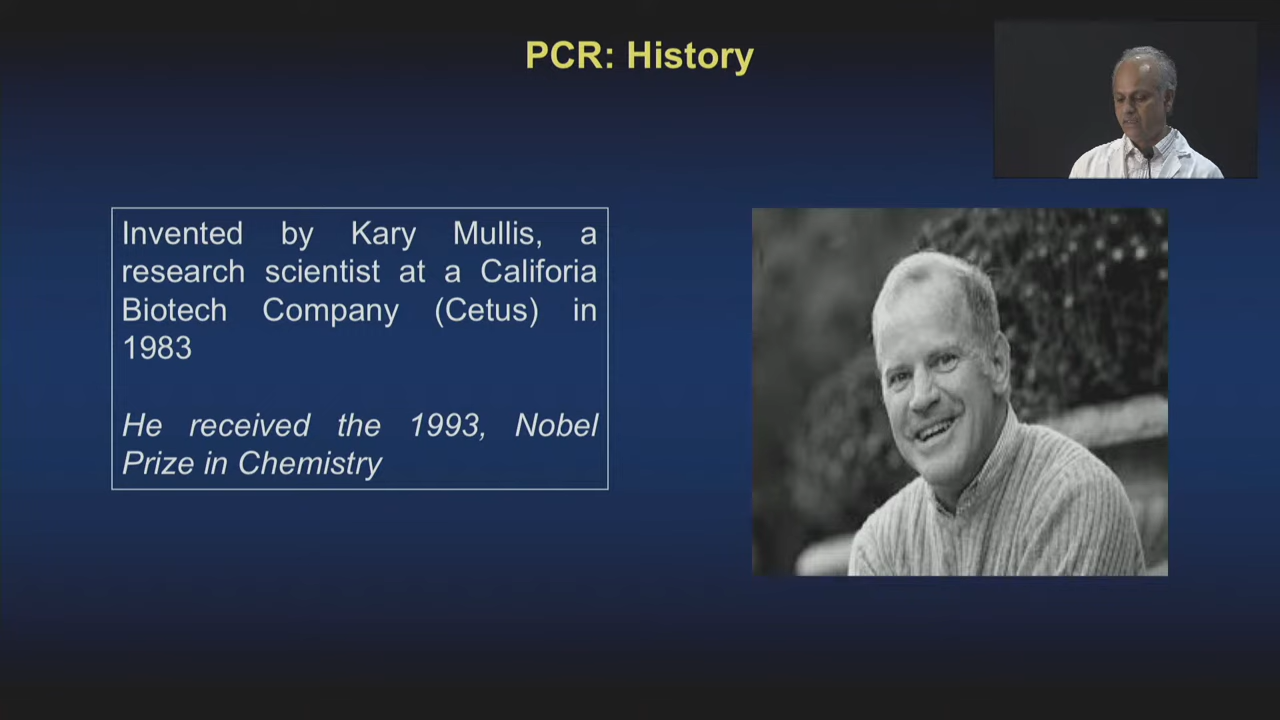 PCR: History
Invented by Kary Mullis, a
research scientist at a Califoria
Biotech Company (Cetus) in
1983
He received the 1993, Nobel
Prize in Chemistry